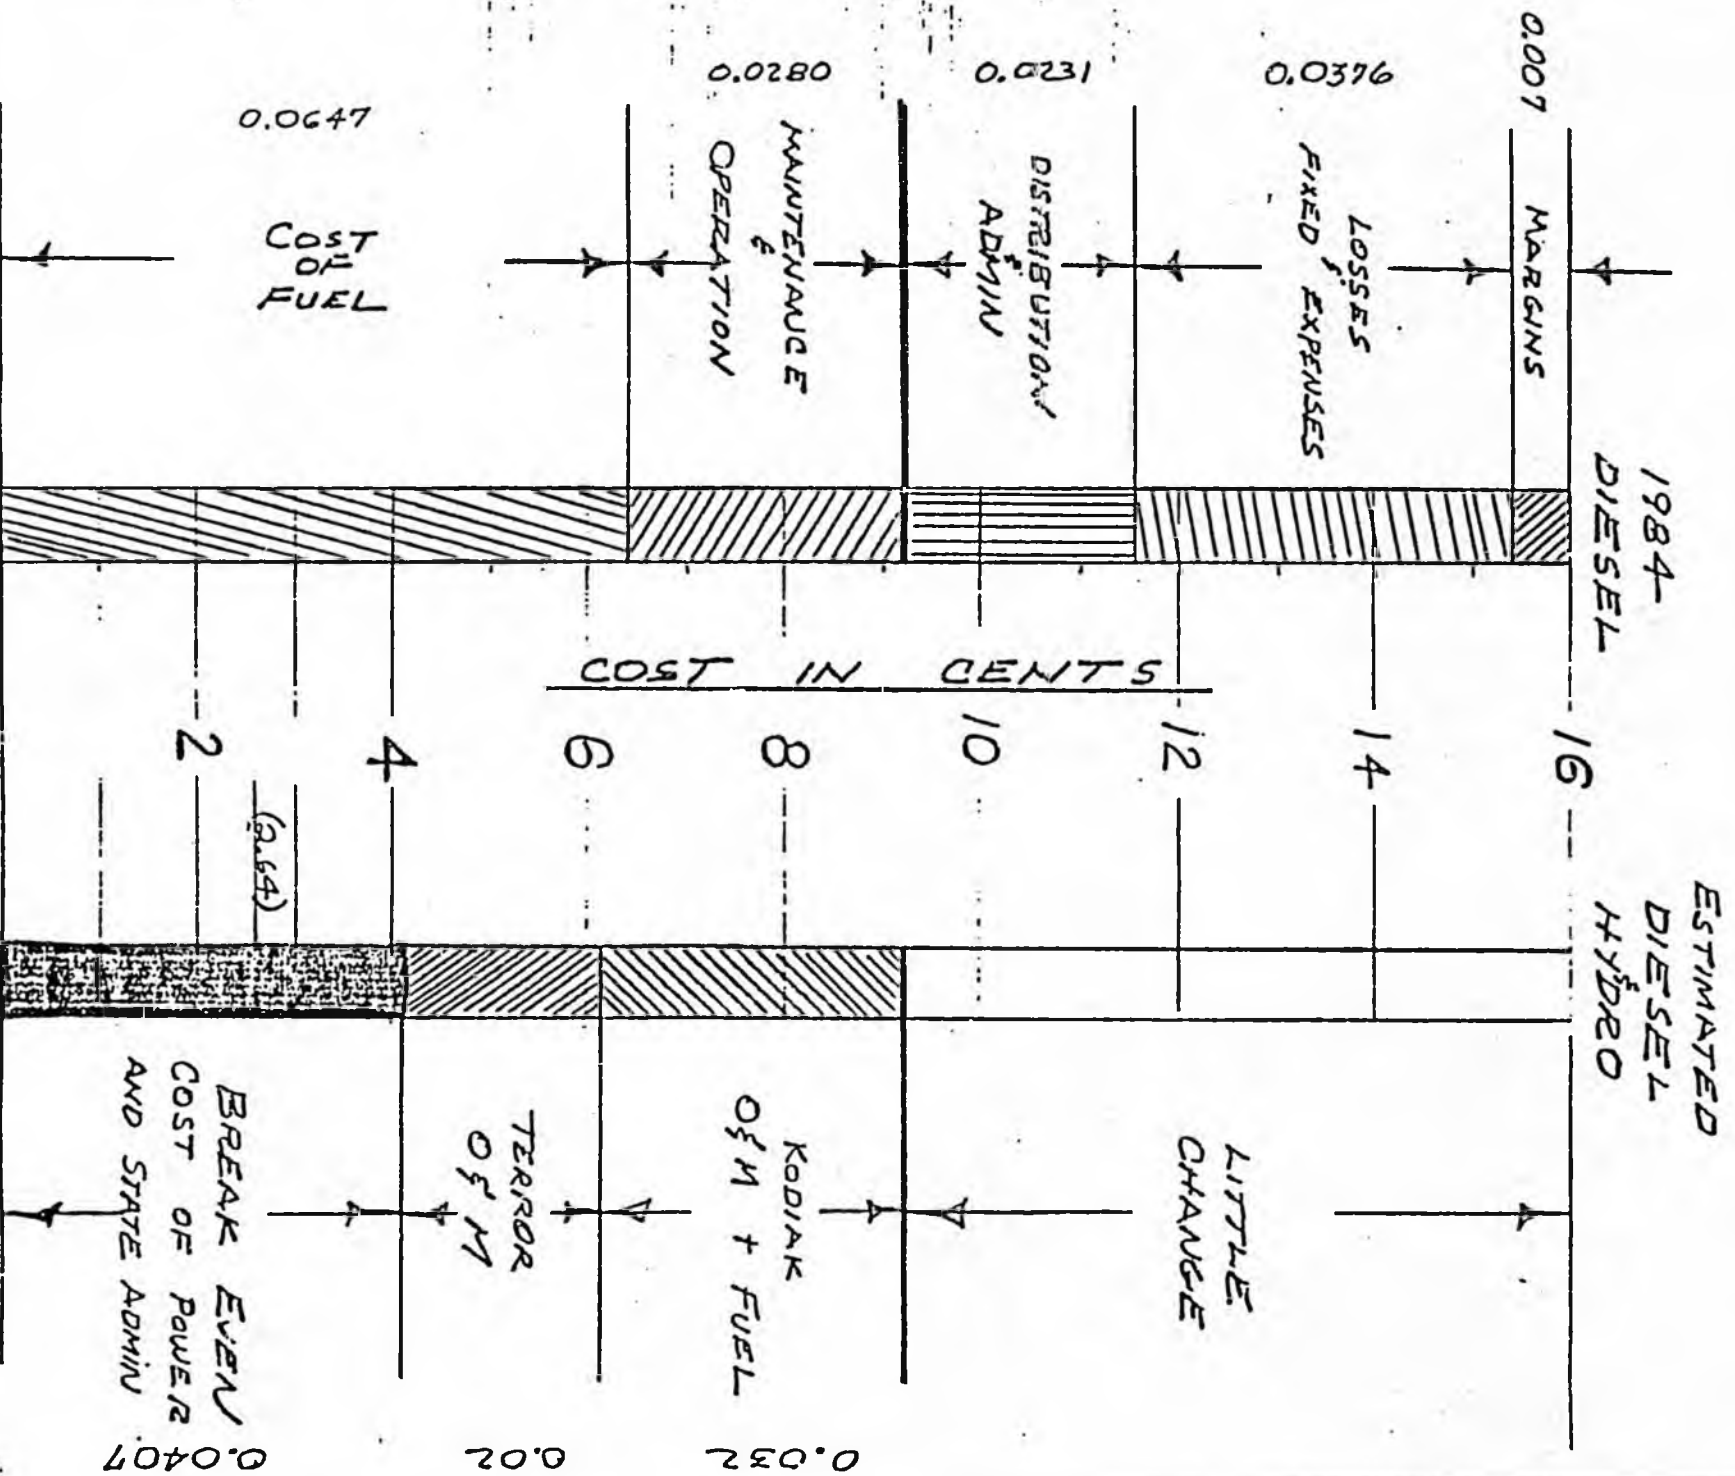 1984
DIESEL
ESTIMATED
DIESEL
&
HYDRO
0.007
MARGINS
0.0376
LOSSES
&
FIXED EXPENSES
0.0231
DISTRIBUTION
&
ADMIN
0.0280
MAINTENANCE
&
OPERATION
0.0647
COST
OF
FUEL
COST IN CENTS
16
14
12
10
8
6
4
2
(2.64)
LITTLE
CHANGE
KODIAK
O&M + FUEL
0.032
TERROR
O&M
0.02
BREAK EVEN
COST OF POWER
AND STATE ADMIN
0.0407